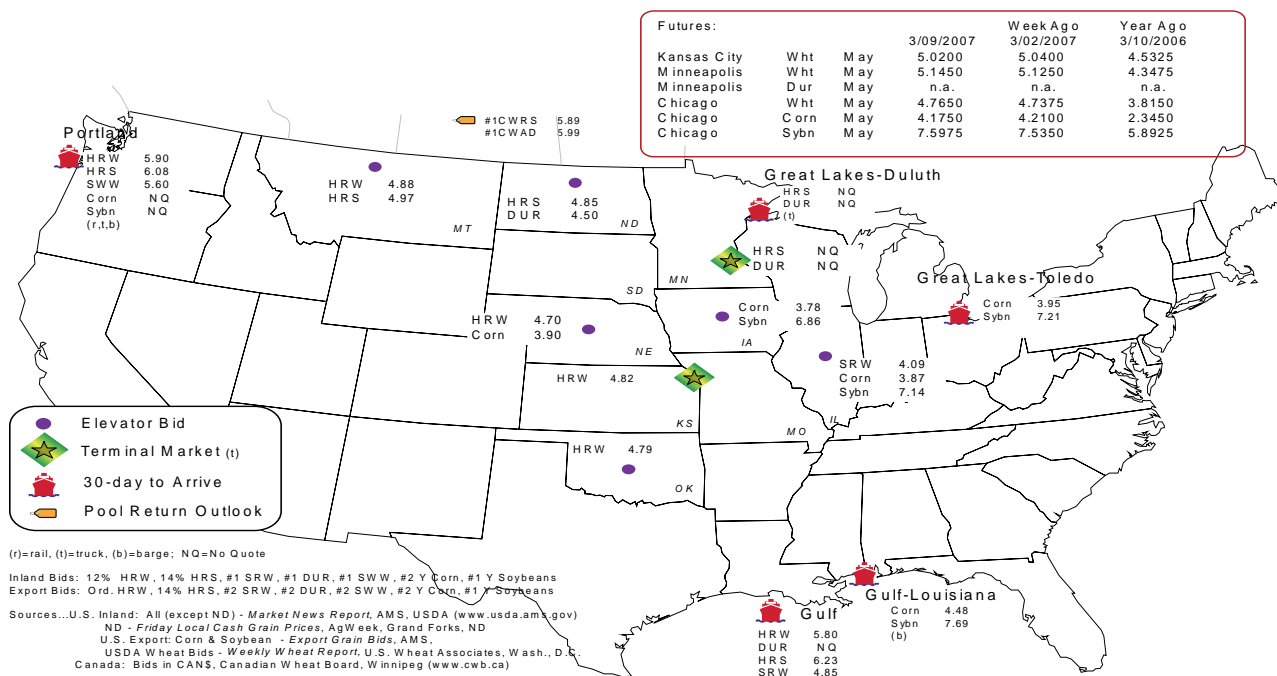 Futures: Week Ago Year Ago
3/09/2007 3/02/2007 3/10/2006
Kansas City Wht May 5.0200 5.0400 4.5325
Minneapolis Wht May 5.1450 5.1250 4.3475
Minneapolis Dur May n.a. n.a. n.a.
Chicago Wht May 4.7650 4.7375 3.8150
Chicago Corn May 4.1750 4.2100 2.3450
Chicago Sybn May 7.5975 7.5350 5.8925
#1CWRS 5.89
#1CWAD 5.99
Portland
HRW 5.90
HRS 6.08
SWW 5.60
Corn NQ
Sybn NQ
(r,t,b)
HRW 4.88
HRS 4.97
MT
HRS 4.85
DUR 4.50
ND
Great Lakes-Duluth
HRS NQ
DUR NQ
(t)
HRS NQ
DUR NQ
MN
SD
Great Lakes-Toledo
Corn 3.95
Sybn 7.21
Corn 3.78
Sybn 6.86
IA
HRW 4.70
Corn 3.90
NE
SRW 4.09
Corn 3.87
Sybn 7.14
IL
HRW 4.82
KS
MO
HRW 4.79
OK
Elevator Bid
Terminal Market (t)
30-day to Arrive
Pool Return Outlook
(r)=rail, (t)=truck, (b)=barge; NQ=No Quote
Inland Bids: 12% HRW, 14% HRS, #1 SRW, #1 DUR, #1 SWW, #2 Y Corn, #1 Y Soybeans
Export Bids: Ord. HRW, 14% HRS, #2 SRW, #2 DUR, #2 SWW, #2 Y Corn, #1 Y Soybeans
Sources...U.S. Inland: All (except ND) - Market News Report, AMS, USDA (www.usda.ams.gov)
ND - Friday Local Cash Grain Prices, AgWeek, Grand Forks, ND
U.S. Export: Corn & Soybean - Export Grain Bids, AMS,
USDA Wheat Bids - Weekly Wheat Report, U.S. Wheat Associates, Wash., D.C.
Canada: Bids in CAN$, Canadian Wheat Board, Winnipeg (www.cwb.ca)
Gulf-Louisiana
Corn 4.48
Sybn 7.69
(b)
Gulf
HRW 5.80
DUR NQ
HRS 6.23
SRW 4.85